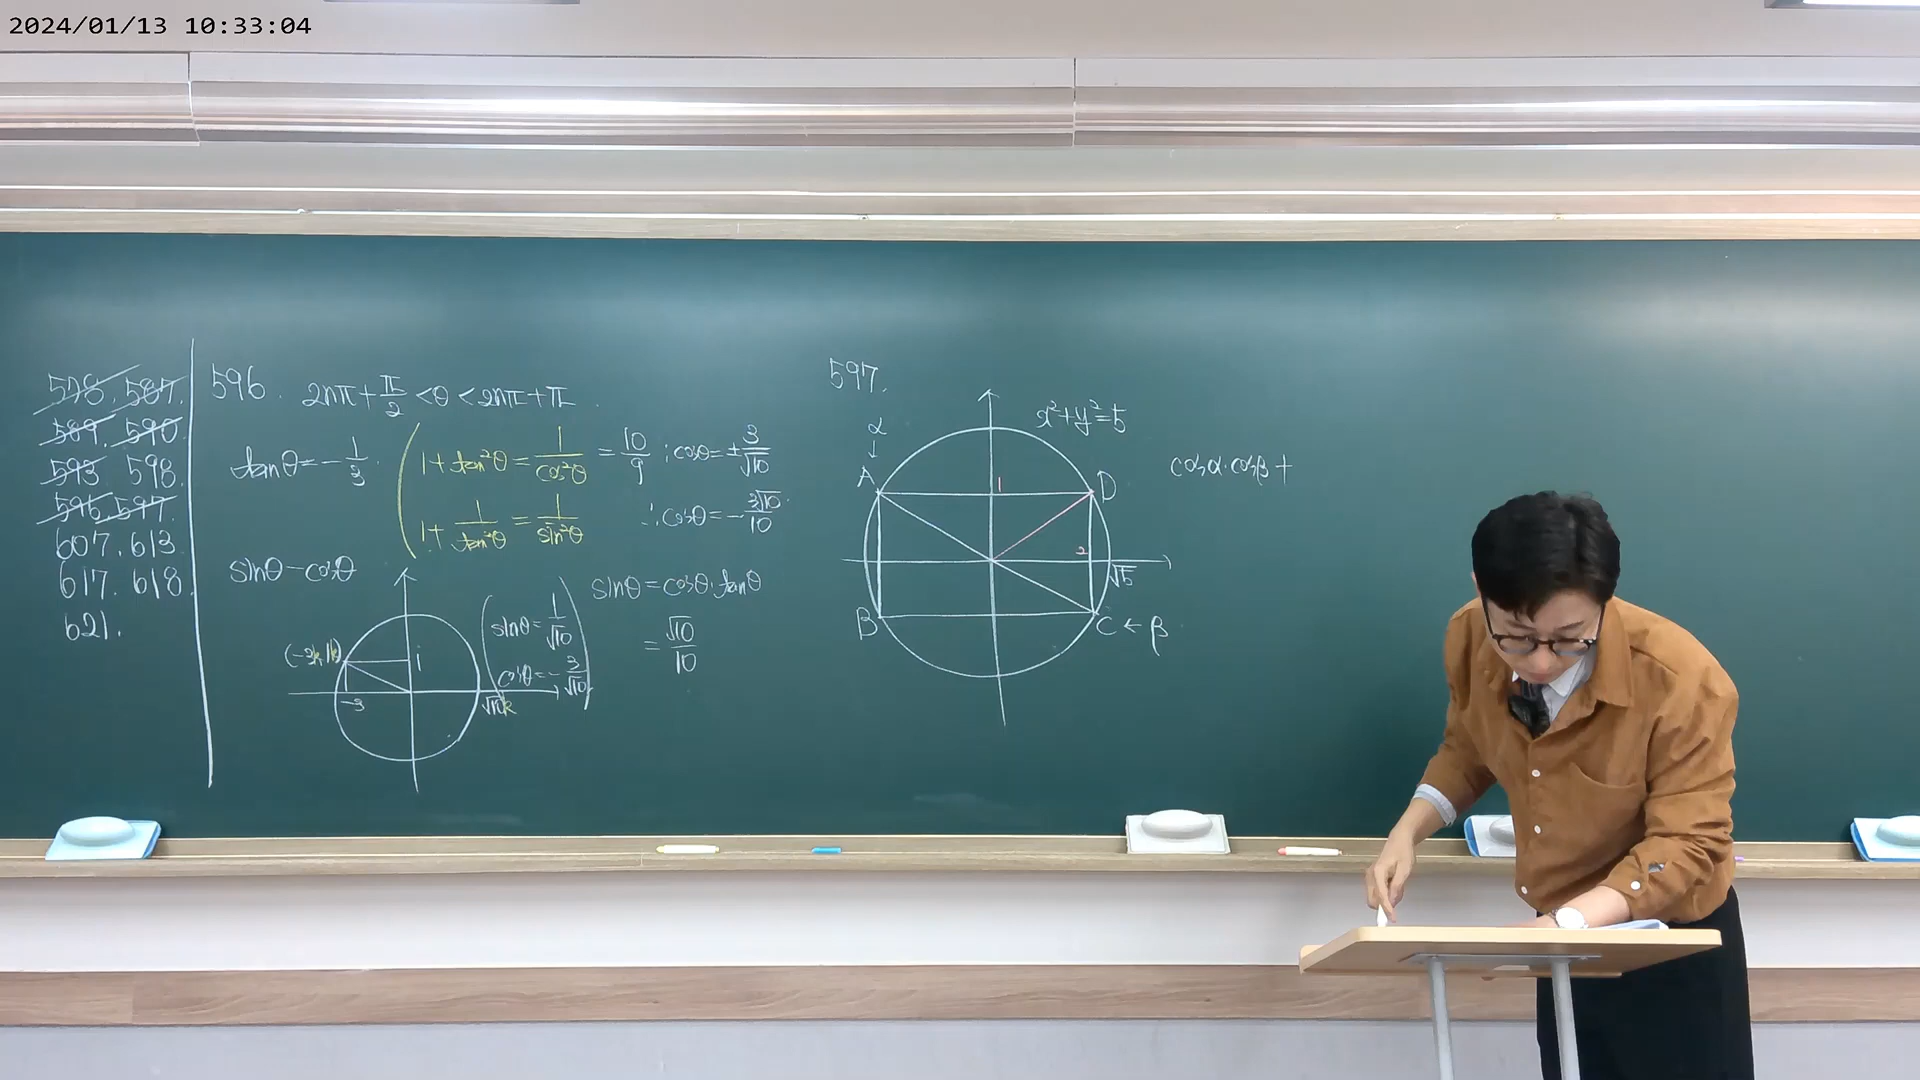 2024/01/13 10:33:04
578. 587.
589. 590.
593 598
596. 597.
607. 613
617. 618
621.
596. 2nπ+π/2 <θ <2nπ+π.
tanθ=-1/3.
1+tan²θ=1/cos²θ = 10/9 ; cosθ=±3/√10
1+1/tan²θ=1/sin²θ
∴cosθ=-3√10/10
sinθ-cosθ
sinθ=1/√10
cosθ=-3/√10
-3
√10k
sinθ=cosθ·tanθ
=√10/10
597.
α
↓
x²+y²=5
A
D
1
2
√5
B
C ← β
cosα·cosβ+